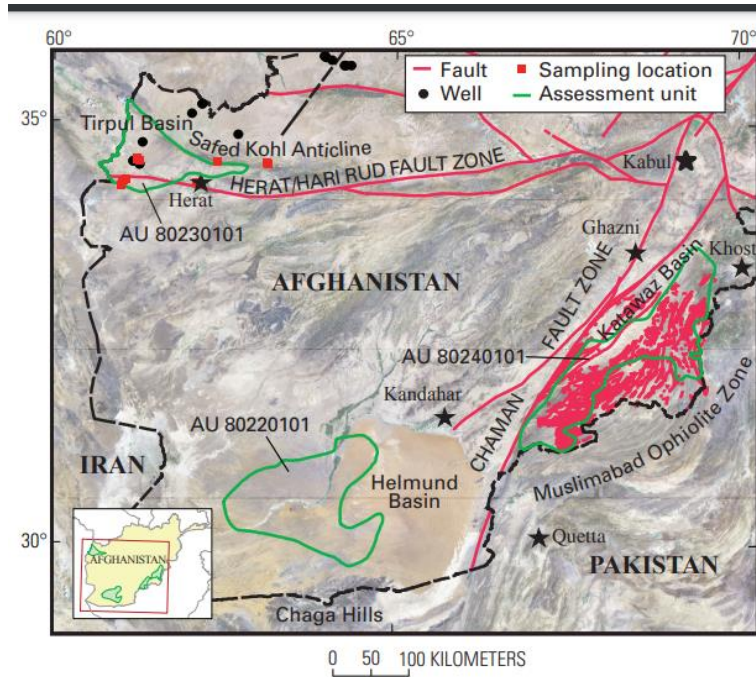 60°
65°
70°
35°
30°
Fault
Sampling location
Well
Assessment unit
Tirpul Basin
Safed Kohl Anticline
HERAT/HARI RUD FAULT ZONE
Herat
Kabul
AU 80230101
Ghazni
Khost
AFGHANISTAN
CHAMAN FAULT ZONE
Katawaz Basin
AU 80240101
Kandahar
AU 80220101
IRAN
Helmund
Basin
Muslimabad Ophiolite Zone
Quetta
AFGHANISTAN
PAKISTAN
Chaga Hills
0 50 100 KILOMETERS